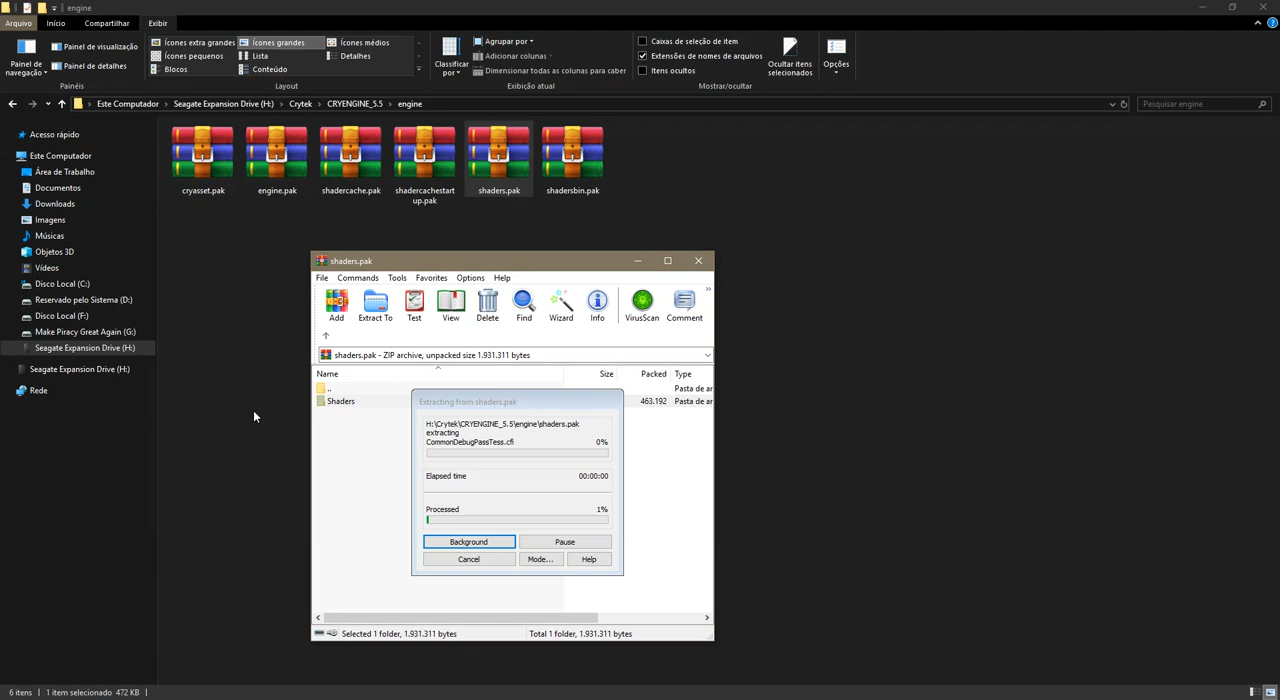 engine
Arquivo
Início
Compartilhar
Exibir
Painel de navegação
Painel de visualização
Painel de detalhes
Painéis
Ícones extra grandes
Ícones grandes
Ícones médios
Ícones pequenos
Lista
Detalhes
Blocos
Conteúdo
Layout
Classificar por
Agrupar por
Adicionar colunas
Dimensionar todas as colunas para caber
Exibição atual
Caixas de seleção de item
Extensões de nomes de arquivos
Itens ocultos
Ocultar itens selecionados
Mostrar/ocultar
Opções
Este Computador > Seagate Expansion Drive (H:) > Crytek > CRYENGINE_5.5 > engine
Pesquisar engine
Acesso rápido
Este Computador
Área de Trabalho
Documentos
Downloads
Imagens
Músicas
Objetos 3D
Vídeos
Disco Local (C:)
Reservado pelo Sistema (D:)
Disco Local (F:)
Make Piracy Great Again (G:)
Seagate Expansion Drive (H:)
Seagate Expansion Drive (H:)
Rede
cryasset.pak
engine.pak
shadercache.pak
shadercachestart
up.pak
shaders.pak
shadersbin.pak
shaders.pak
File Commands Tools Favorites Options Help
Add
Extract To
Test
View
Delete
Find
Wizard
Info
VirusScan
Comment
shaders.pak - ZIP archive, unpacked size 1.931.311 bytes
Name Size Packed Type
.. Pasta de ar
Shaders 463.192 Pasta de ar
Extracting from shaders.pak
H:\Crytek\CRYENGINE_5.5\engine\shaders.pak
extracting
CommonDebugPassTess.cfi 0%
Elapsed time 00:00:00
Processed 1%
Background
Pause
Cancel
Mode...
Help
Selected 1 folder, 1.931.311 bytes
Total 1 folder, 1.931.311 bytes
6 itens
1 item selecionado 472 KB